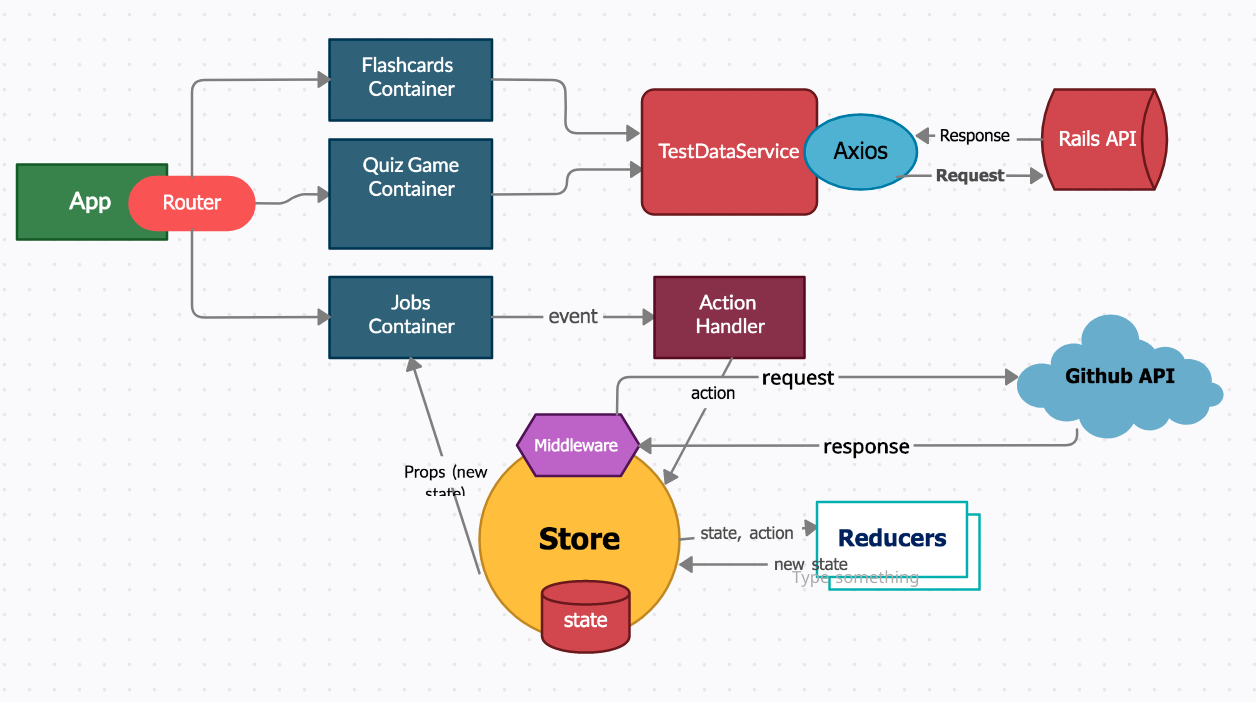 Flashcards
Container
Quiz Game
Container
App
Router
TestDataService
Axios
Response
Request
Rails API
Jobs
Container
event
Action
Handler
request
action
Github API
Middleware
response
Props (new
state)
Store
state, action
Reducers
new state
Type something
state